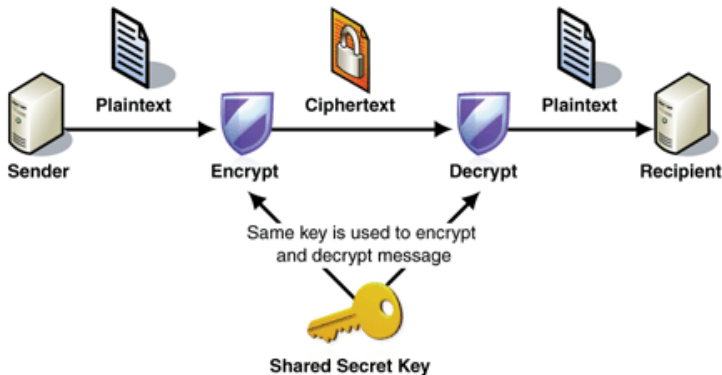 Plaintext
Ciphertext
Plaintext
Sender
Encrypt
Decrypt
Recipient
Same key is used to encrypt
and decrypt message
Shared Secret Key